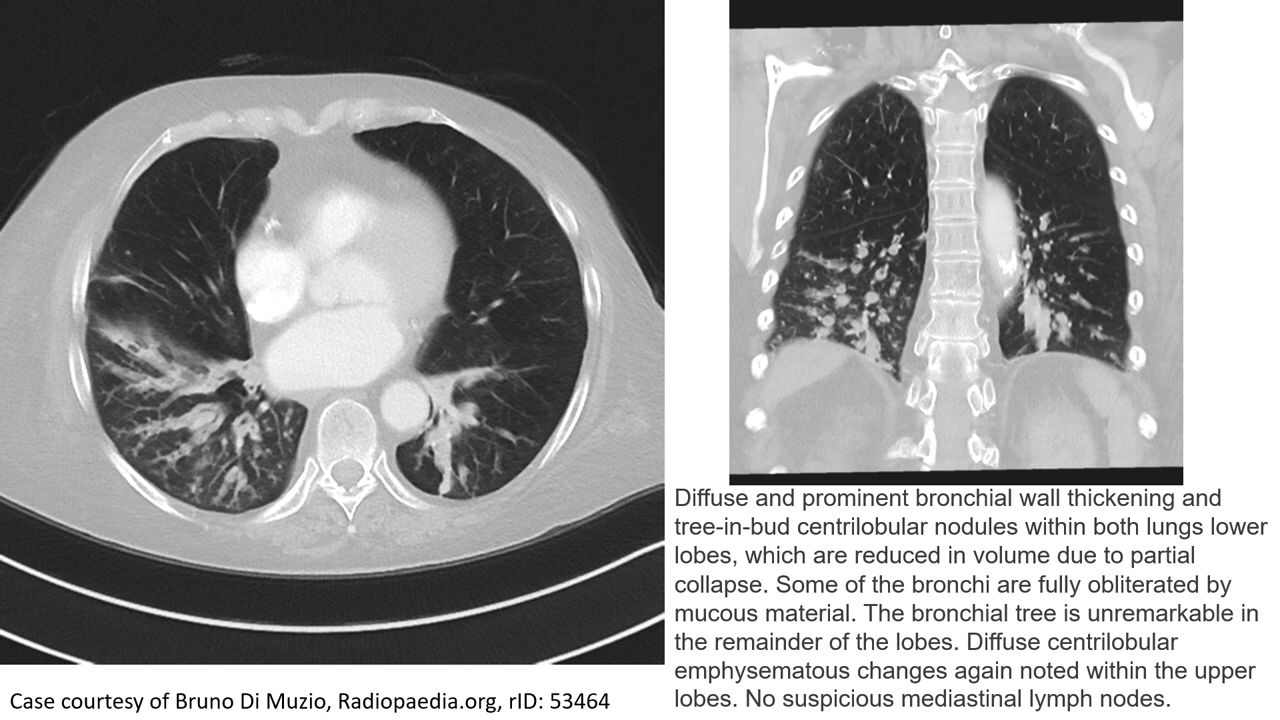 Diffuse and prominent bronchial wall thickening and
tree-in-bud centrilobular nodules within both lungs lower
lobes, which are reduced in volume due to partial
collapse. Some of the bronchi are fully obliterated by
mucous material. The bronchial tree is unremarkable in
the remainder of the lobes. Diffuse centrilobular
emphysematous changes again noted within the upper
lobes. No suspicious mediastinal lymph nodes.
Case courtesy of Bruno Di Muzio, Radiopaedia.org, rID: 53464